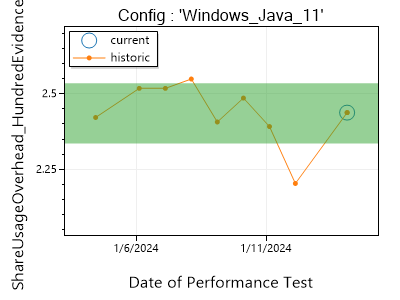 Config : 'Windows_Java_11'
current
historic
ShareUsageOverhead_HundredEvidence
2.5
2.25
1/6/2024
1/11/2024
Date of Performance Test